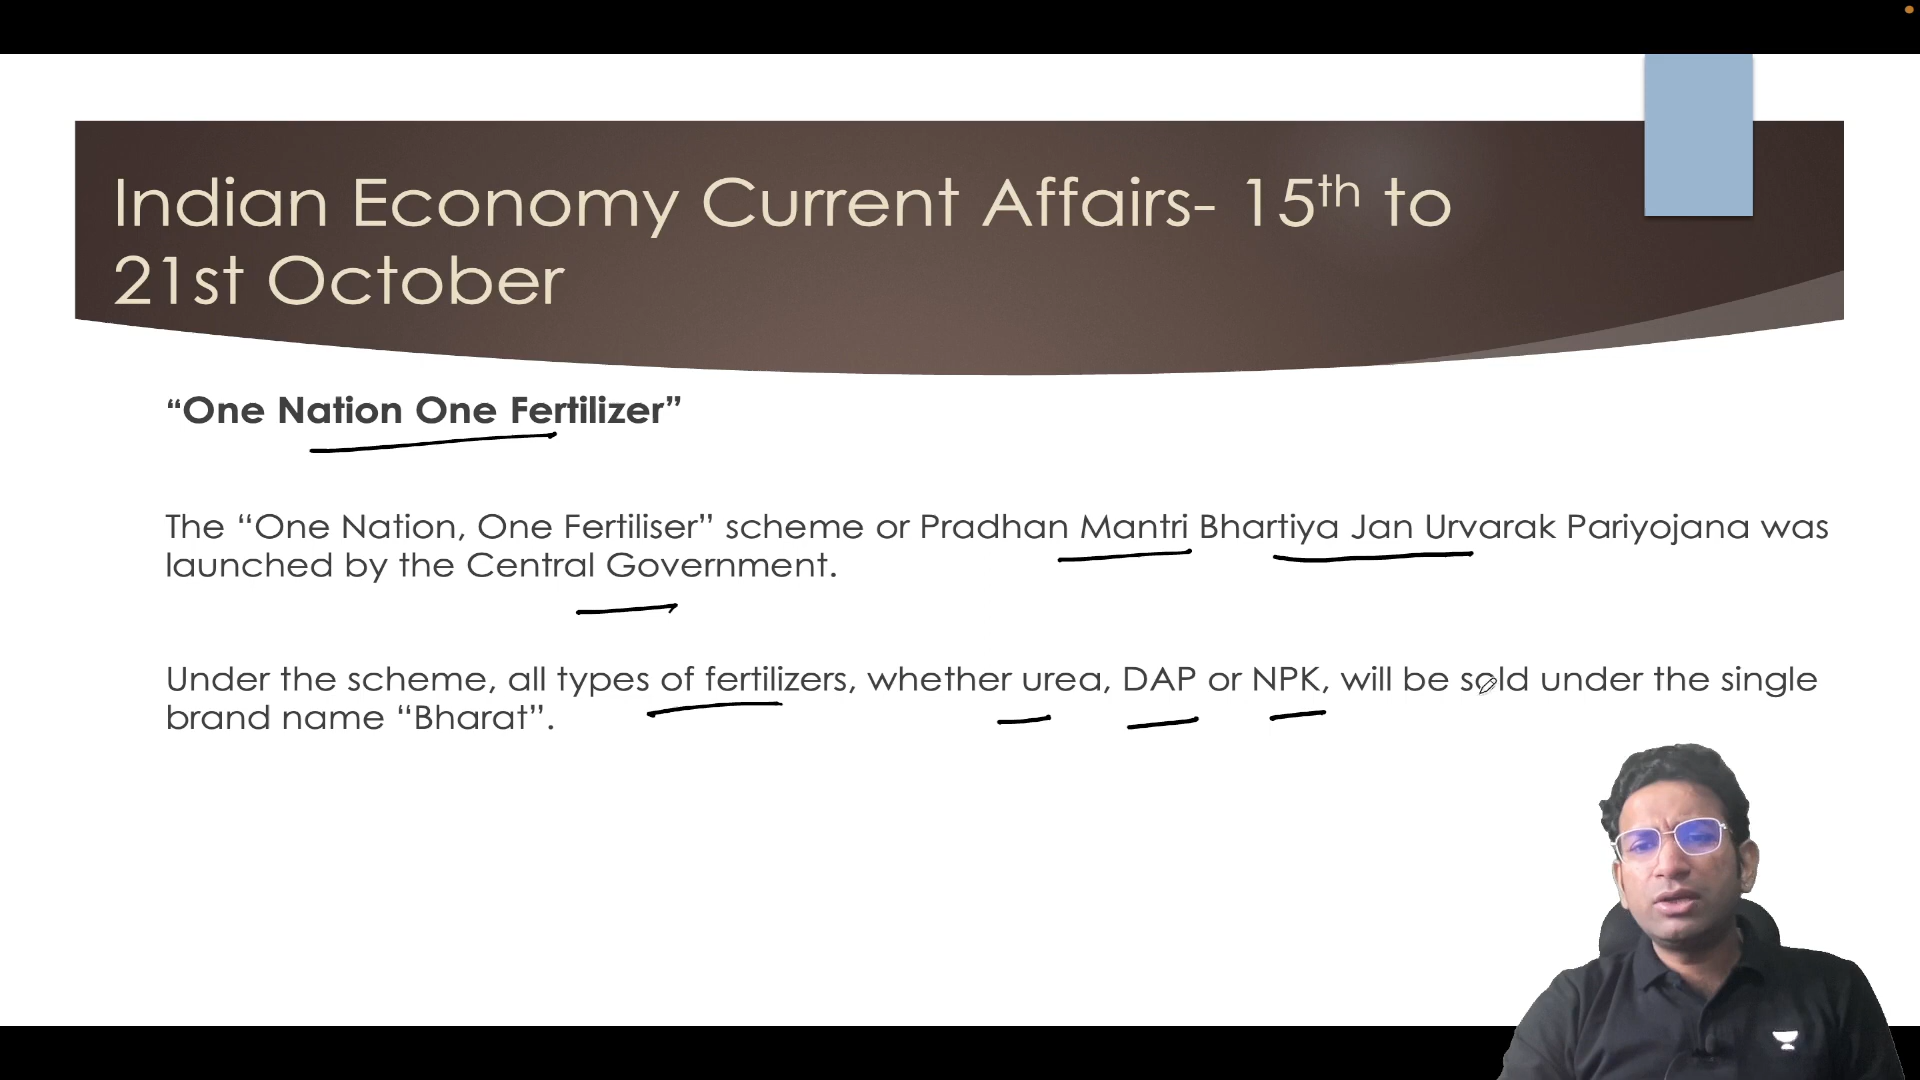 Indian Economy Current Affairs- 15th to
21st October
“One Nation One Fertilizer”
The “One Nation, One Fertiliser” scheme or Pradhan Mantri Bhartiya Jan Urvarak Pariyojana was
launched by the Central Government.
Under the scheme, all types of fertilizers, whether urea, DAP or NPK, will be sold under the single
brand name “Bharat”.